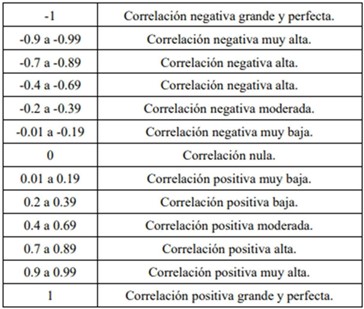 -1 Correlación negativa grande y perfecta.
-0.9 a -0.99 Correlación negativa muy alta.
-0.7 a -0.89 Correlación negativa alta.
-0.4 a -0.69 Correlación negativa alta.
-0.2 a -0.39 Correlación negativa moderada.
-0.01 a -0.19 Correlación negativa muy baja.
0 Correlación nula.
0.01 a 0.19 Correlación positiva muy baja.
0.2 a 0.39 Correlación positiva baja.
0.4 a 0.69 Correlación positiva moderada.
0.7 a 0.89 Correlación positiva alta.
0.9 a 0.99 Correlación positiva muy alta.
1 Correlación positiva grande y perfecta.